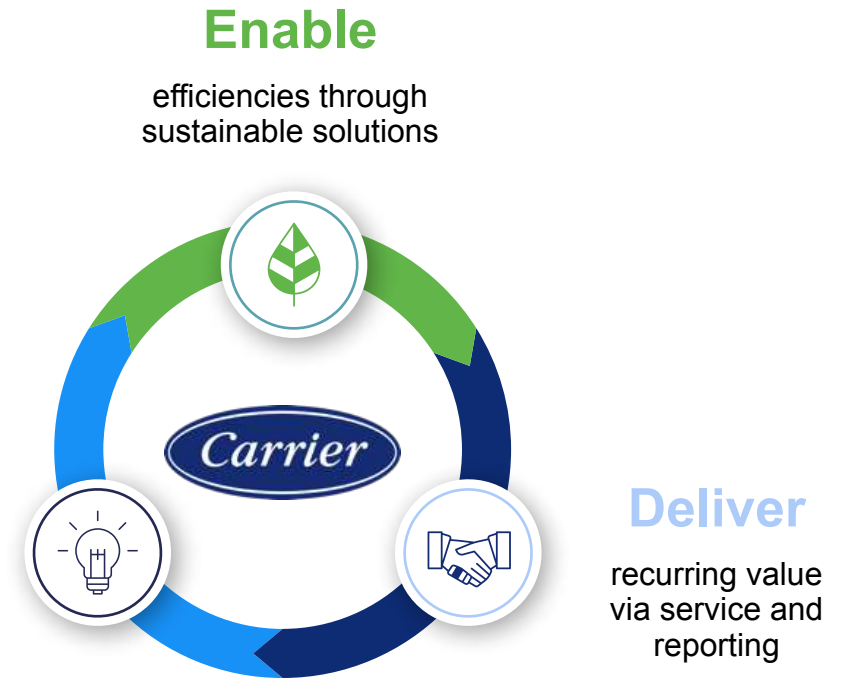 Enable
efficiencies through
sustainable solutions
Carrier
Deliver
recurring value
via service and
reporting